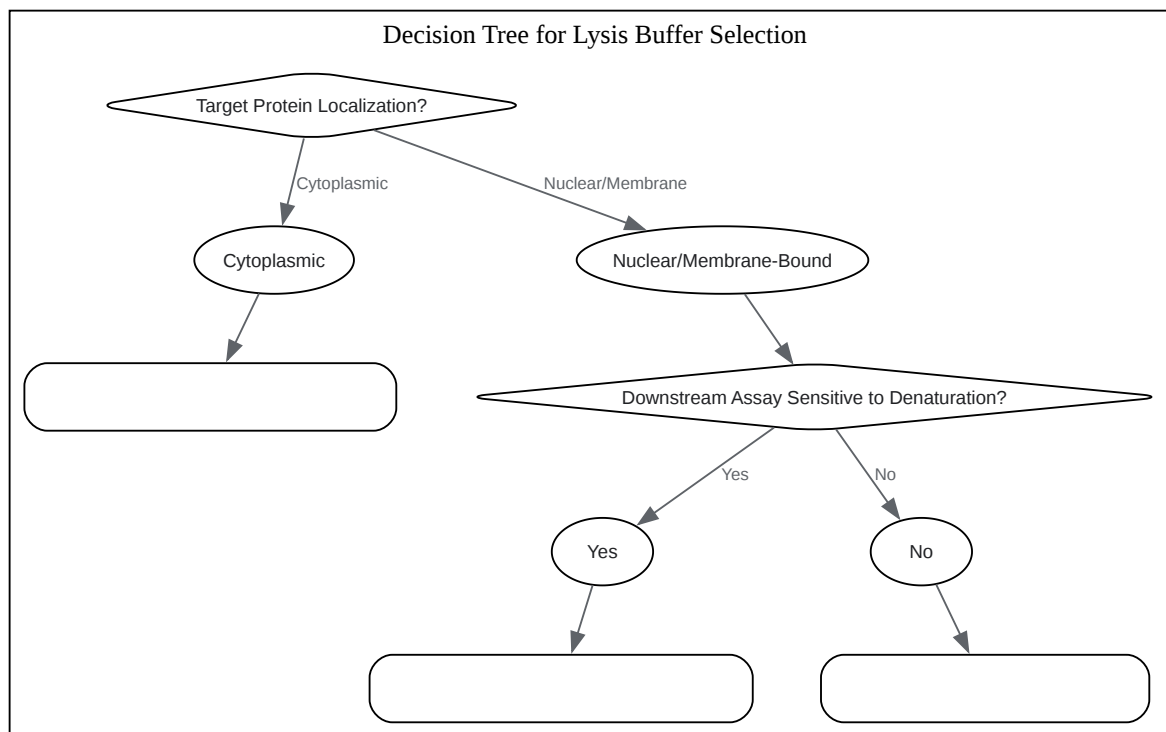 Decision Tree for Lysis Buffer Selection
Target Protein Localization?
Cytoplasmic
Nuclear/Membrane
Cytoplasmic
Nuclear/Membrane-Bound
Downstream Assay Sensitive to Denaturation?
Yes
No
Yes
No